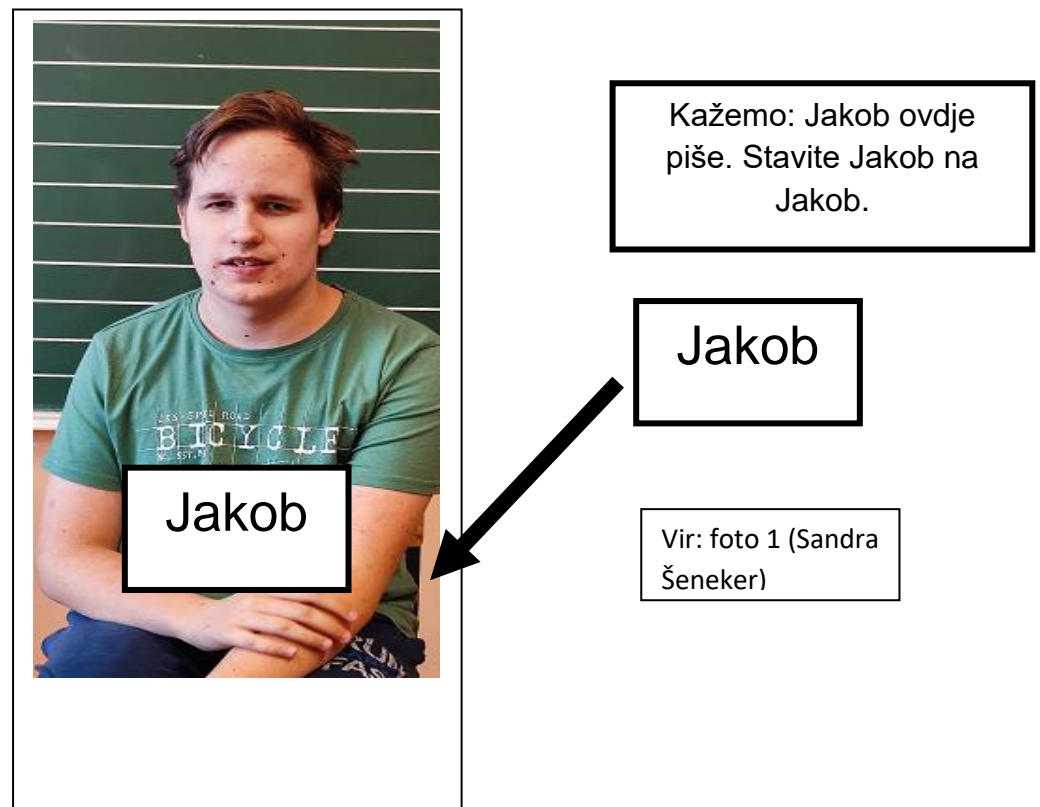 Kažemo: Jakob ovdje
piše. Stavite Jakob na
Jakob.
Jakob
BICYCLE
Jakob
Vir: foto 1 (Sandra
Šeneker)